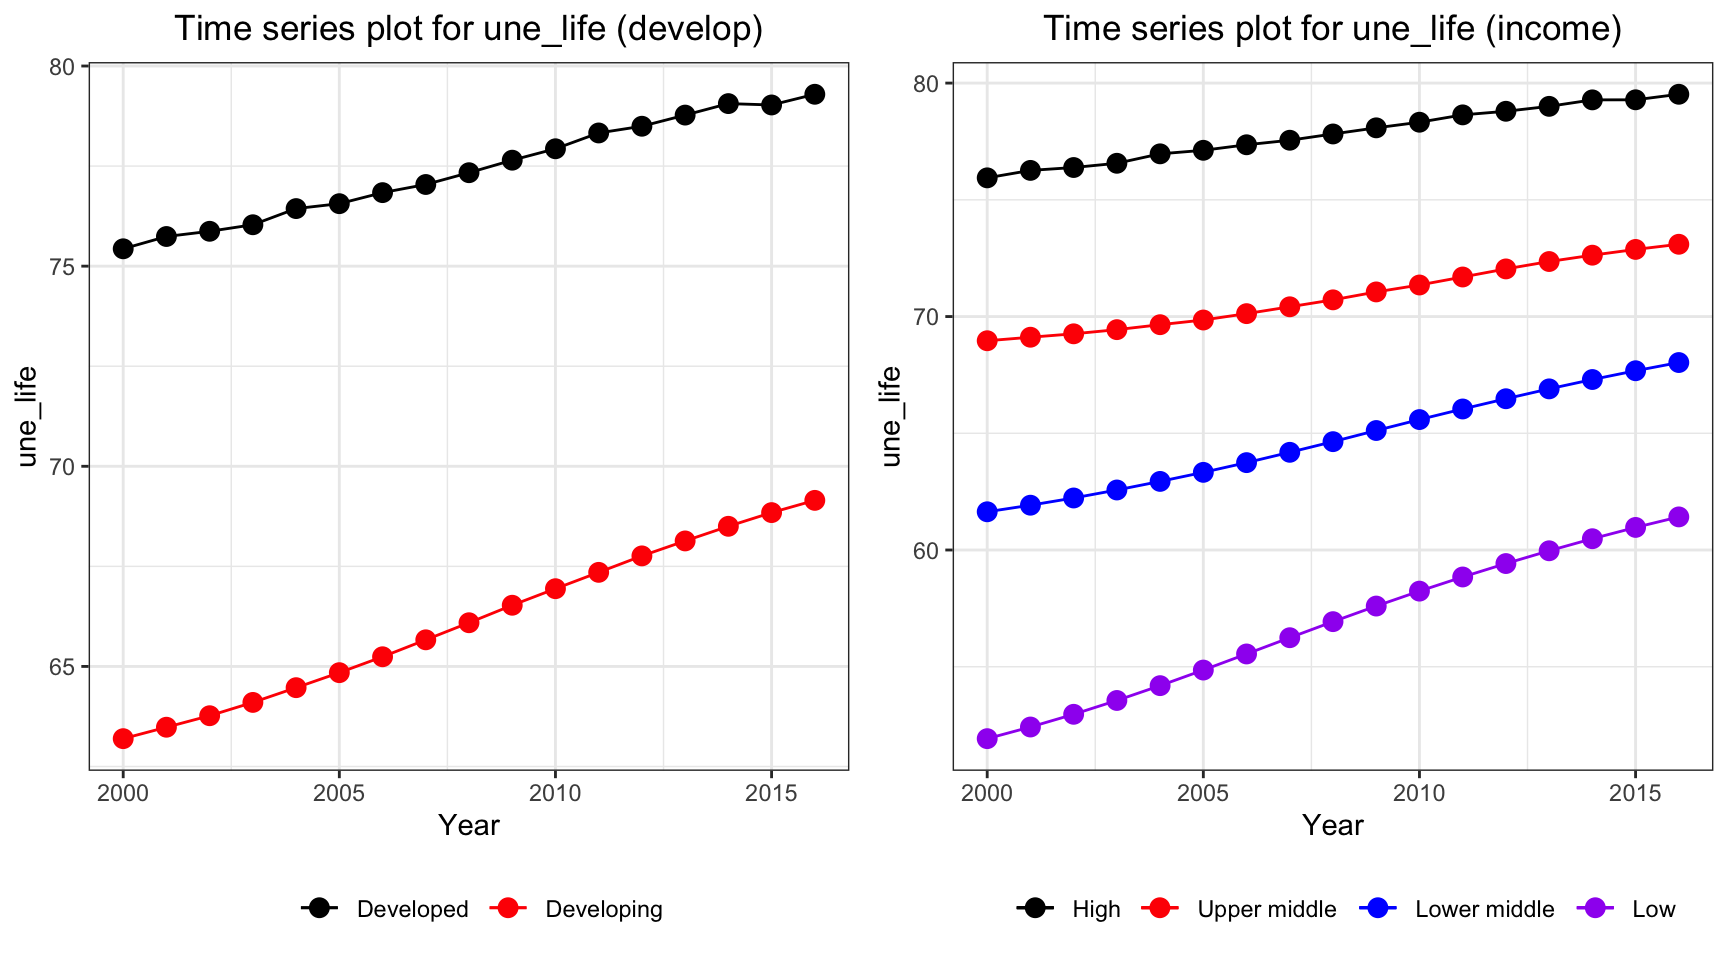 Time series plot for une_life (develop)
80
75
70
65
une_life
2000 2005 2010 2015
Year
Developed Developing
Time series plot for une_life (income)
80
70
60
une_life
2000 2005 2010 2015
Year
High Upper middle Lower middle Low